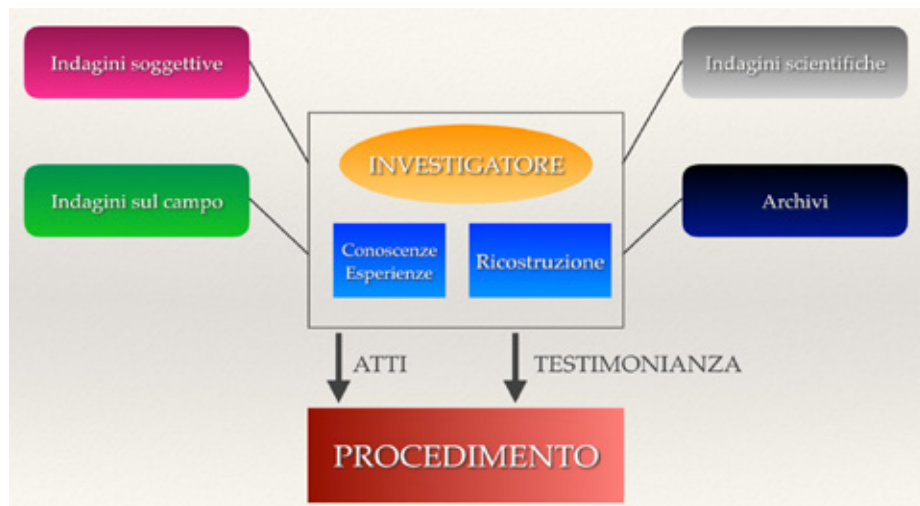 Indagini soggettive
Indagini scientifiche
INVESTIGATORE
Indagini sul campo
Archivi
Conoscenze
Esperienze
Ricostruzione
ATTI
TESTIMONIANZA
PROCEDIMENTO